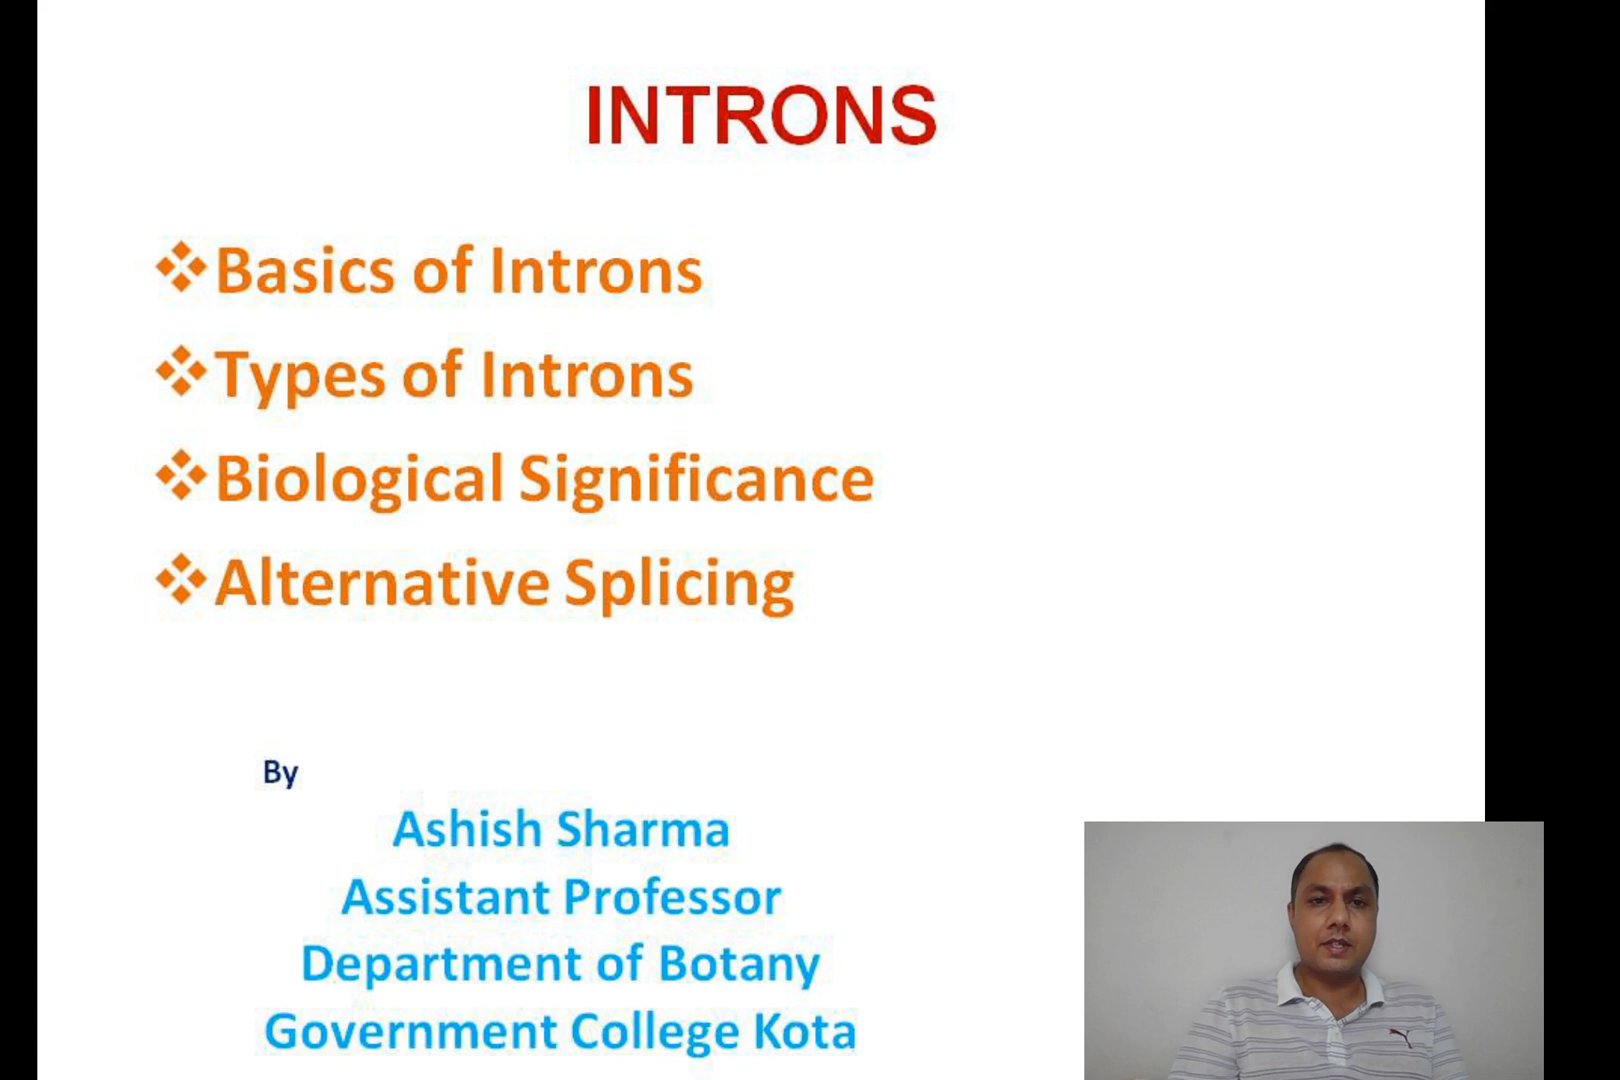 INTRONS
❖Basics of Introns
❖Types of Introns
❖Biological Significance
❖Alternative Splicing
By
Ashish Sharma
Assistant Professor
Department of Botany
Government College Kota